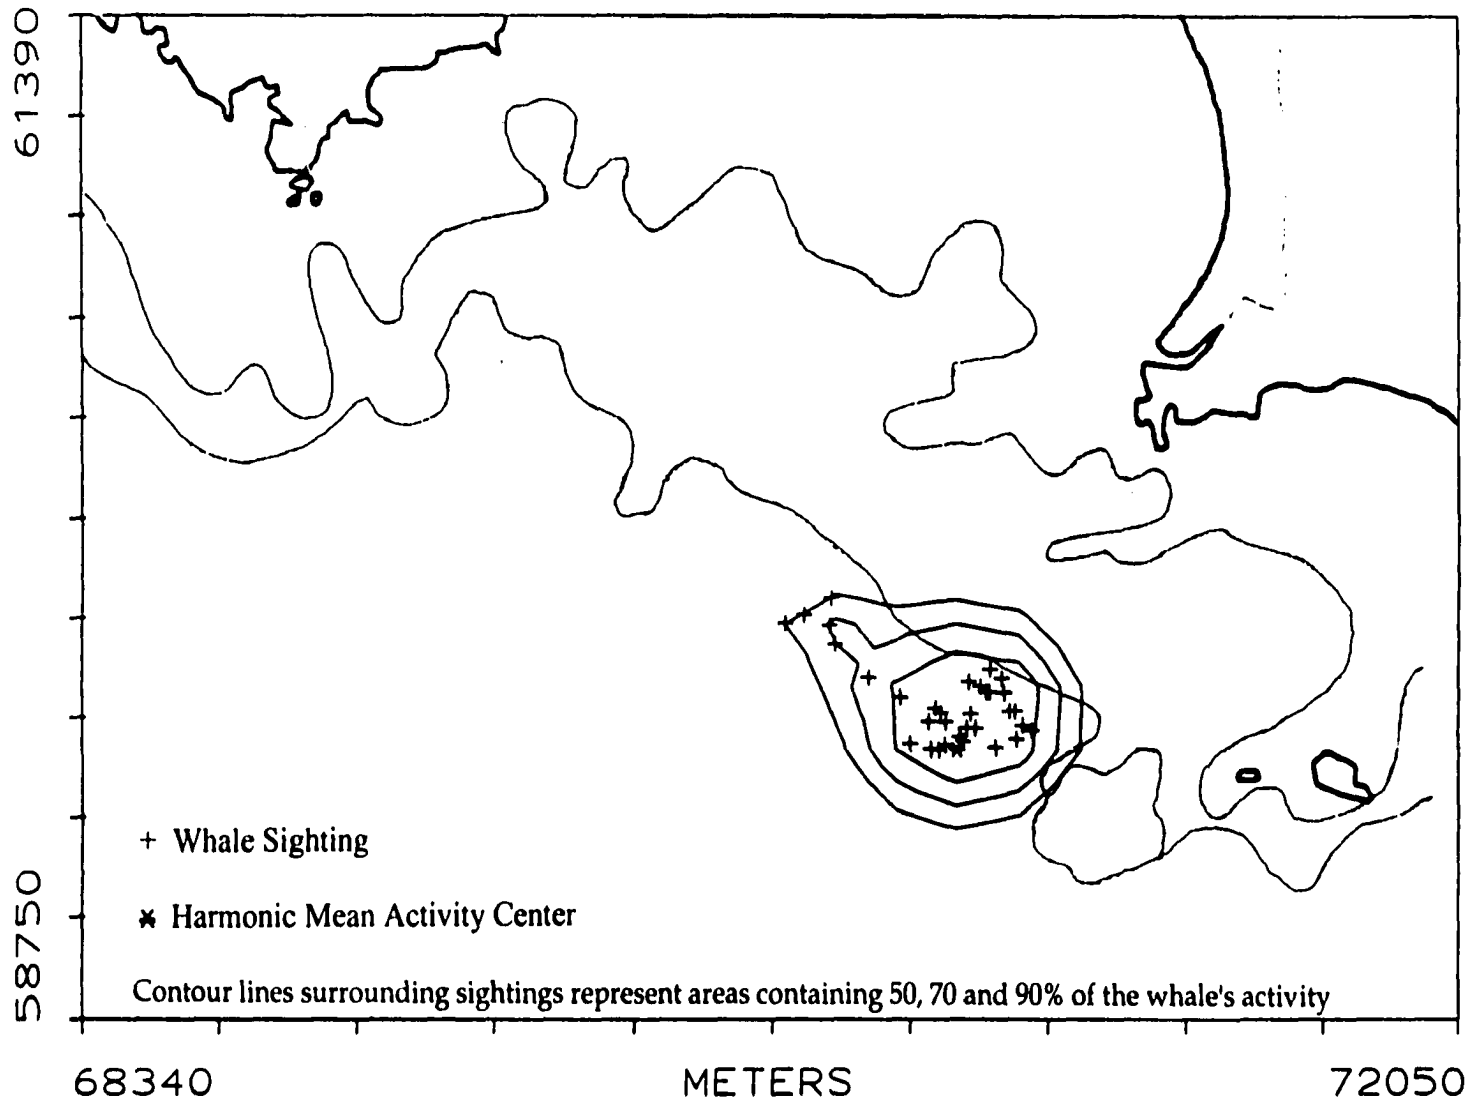 61390
+ Whale Sighting
* Harmonic Mean Activity Center
58750
Contour lines surrounding sightings represent areas containing 50, 70 and 90% of the whale's activity
68340 METERS 72050